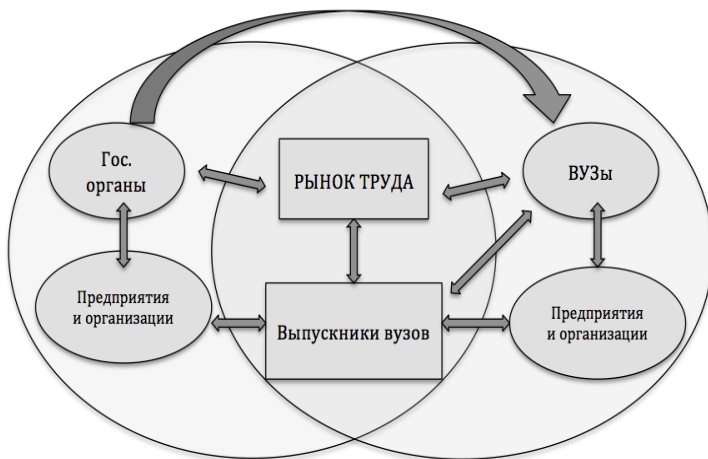 Гос.
органы
РЫНОК ТРУДА
ВУЗы
Предприятия
и организации
Выпускники вузов
Предприятия
и организации